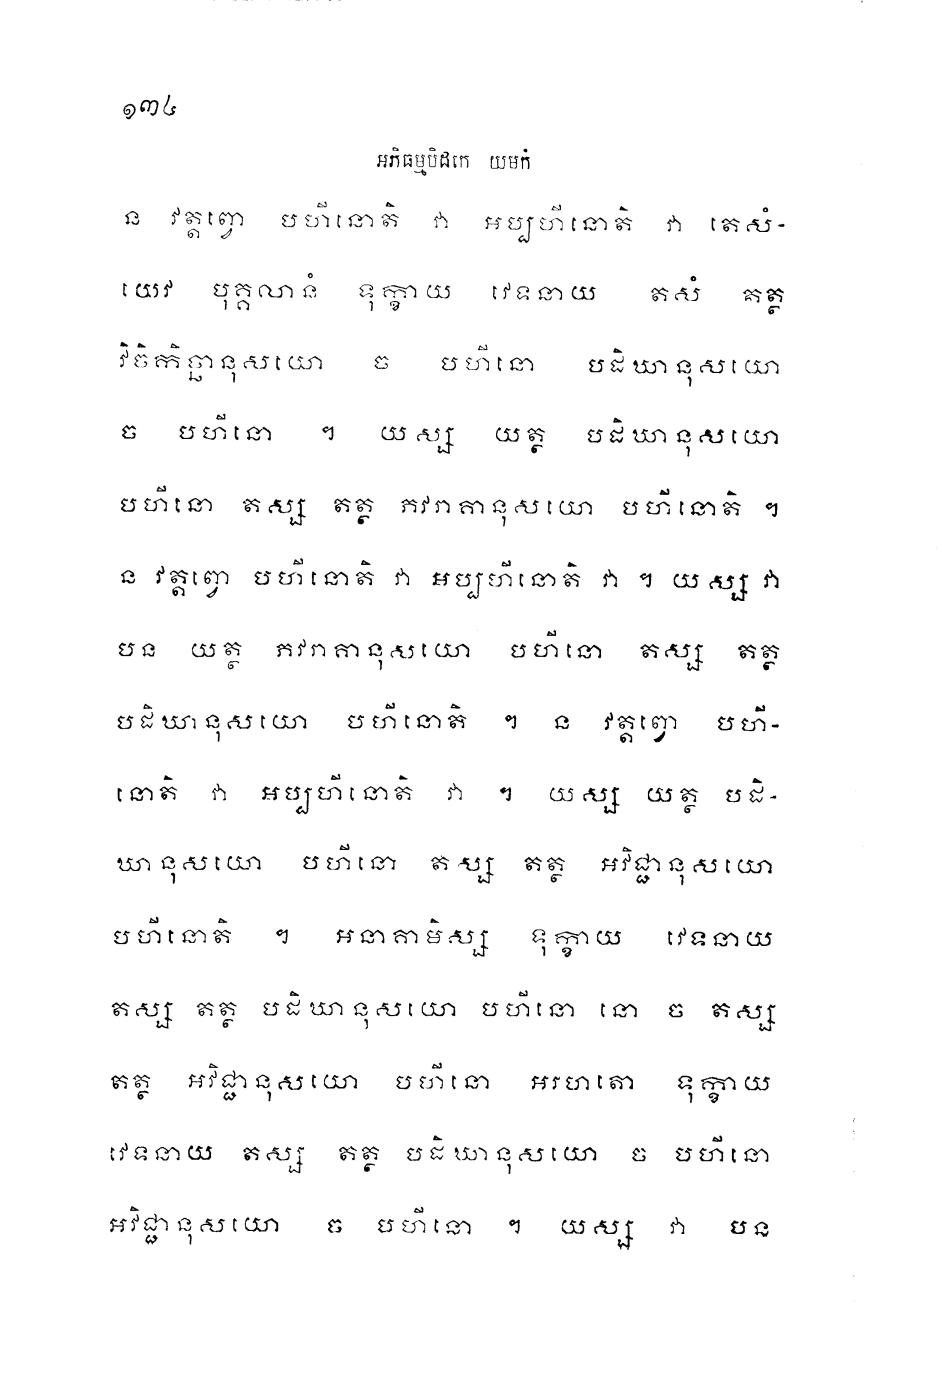 ១៣៤
អភិធម្មបិដកេ យមកំ
ន វត្តព្វោ បហីនោតិ វា អប្បហីនោតិ វា តេសំ-
យេវ បុគ្គលានំ ទុក្ខាយ វេទនាយ តសំ តត្ថ
វិចិកិច្ឆានុសយោ ច បហីនោ បដិឃានុសយោ
ច បហីនោ ។ យស្ស យត្ថ បដិឃានុសយោ
បហីនោ តស្ស តត្ថ ភវរាគានុសយោ បហីនោតិ ។
ន វត្តព្វោ បហីនោតិ វា អប្បហីនោតិ វា ។ យស្ស វា
បន យត្ថ ភវរាគានុសយោ បហីនោ តស្ស តត្ថ
បដិឃានុសយោ បហីនោតិ ។ ន វត្តព្វោ បហី-
នោតិ វា អប្បហីនោតិ វា ។ យស្ស យត្ថ បដិ-
ឃានុសយោ បហីនោ តស្ស តត្ថ អវិជ្ជានុសយោ
បហីនោតិ ។ អនាគាមិស្ស ទុក្ខាយ វេទនាយ
តស្ស តត្ថ បដិឃានុសយោ បហីនោ នោ ច តស្ស
តត្ថ អវិជ្ជានុសយោ បហីនោ អរហតោ ទុក្ខាយ
វេទនាយ តស្ស តត្ថ បដិឃានុសយោ ច បហីនោ
អវិជ្ជានុសយោ ច បហីនោ ។ យស្ស វា បន